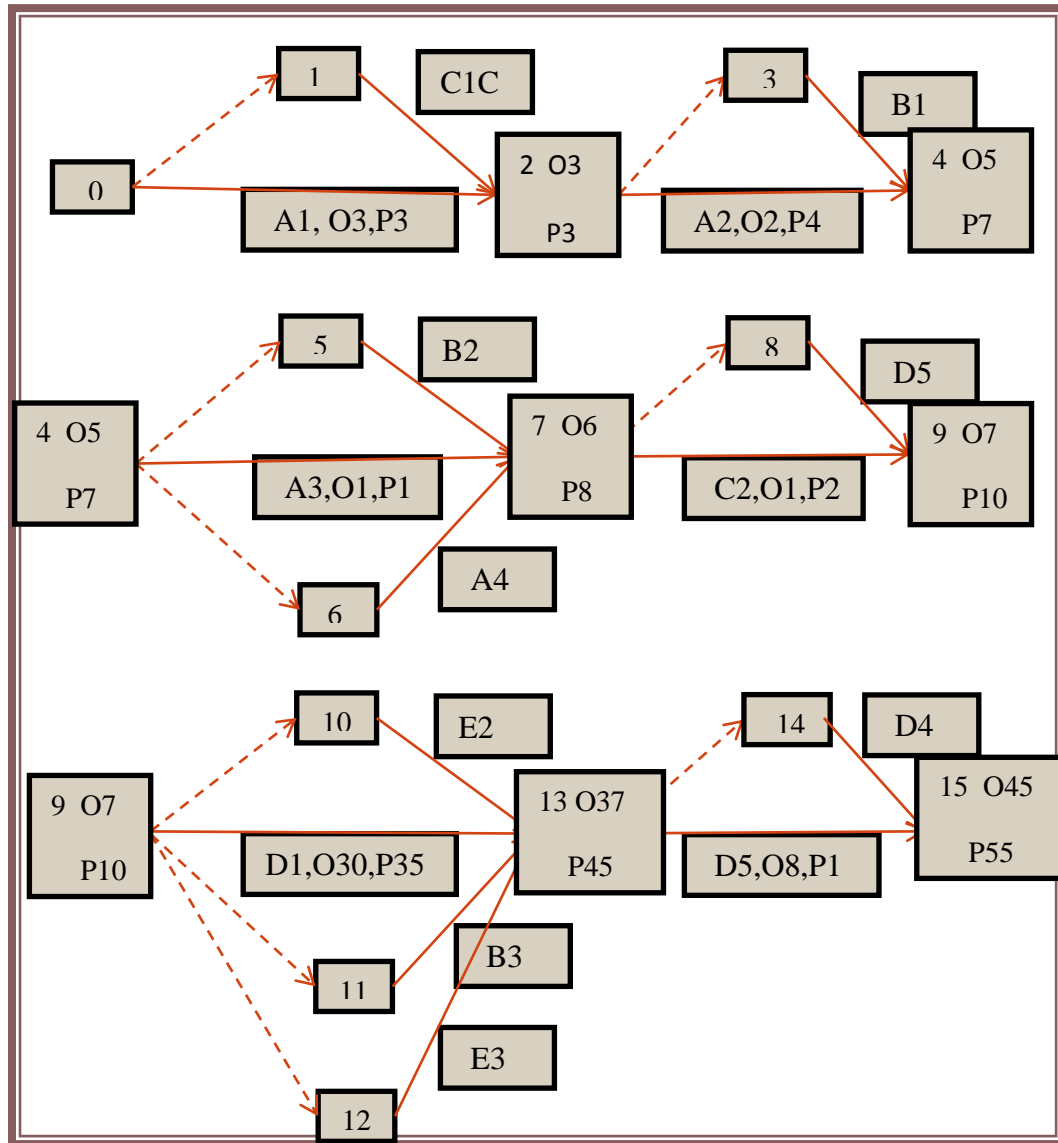 1
C1C
3
B1
0
2 O3
P3
4 O5
P7
A1, O3,P3
A2,O2,P4
5
B2
8
D5
4 O5
P7
7 O6
P8
9 O7
P10
A3,O1,P1
C2,O1,P2
A4
6
10
E2
14
D4
9 O7
P10
13 O37
P45
15 O45
P55
D1,O30,P35
D5,O8,P1
B3
11
E3
12